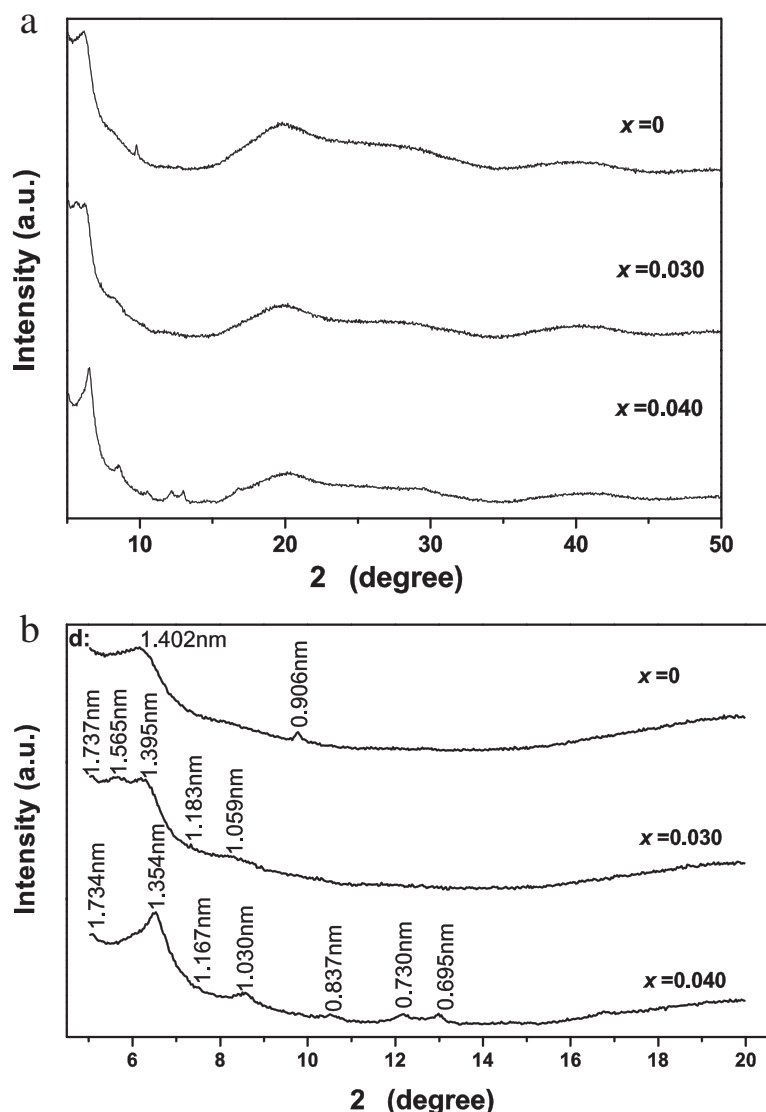 a
Intensity (a.u.)
x=0
x=0.030
x=0.040
10 20 30 40 50
2 (degree)
b
Intensity (a.u.)
d:
1.402nm
0.906nm
x=0
1.737nm
1.565nm
1.395nm
1.183nm
1.059nm
x=0.030
1.734nm
1.354nm
1.167nm
1.030nm
0.837nm
0.730nm
0.695nm
x=0.040
6 8 10 12 14 16 18 20
2 (degree)